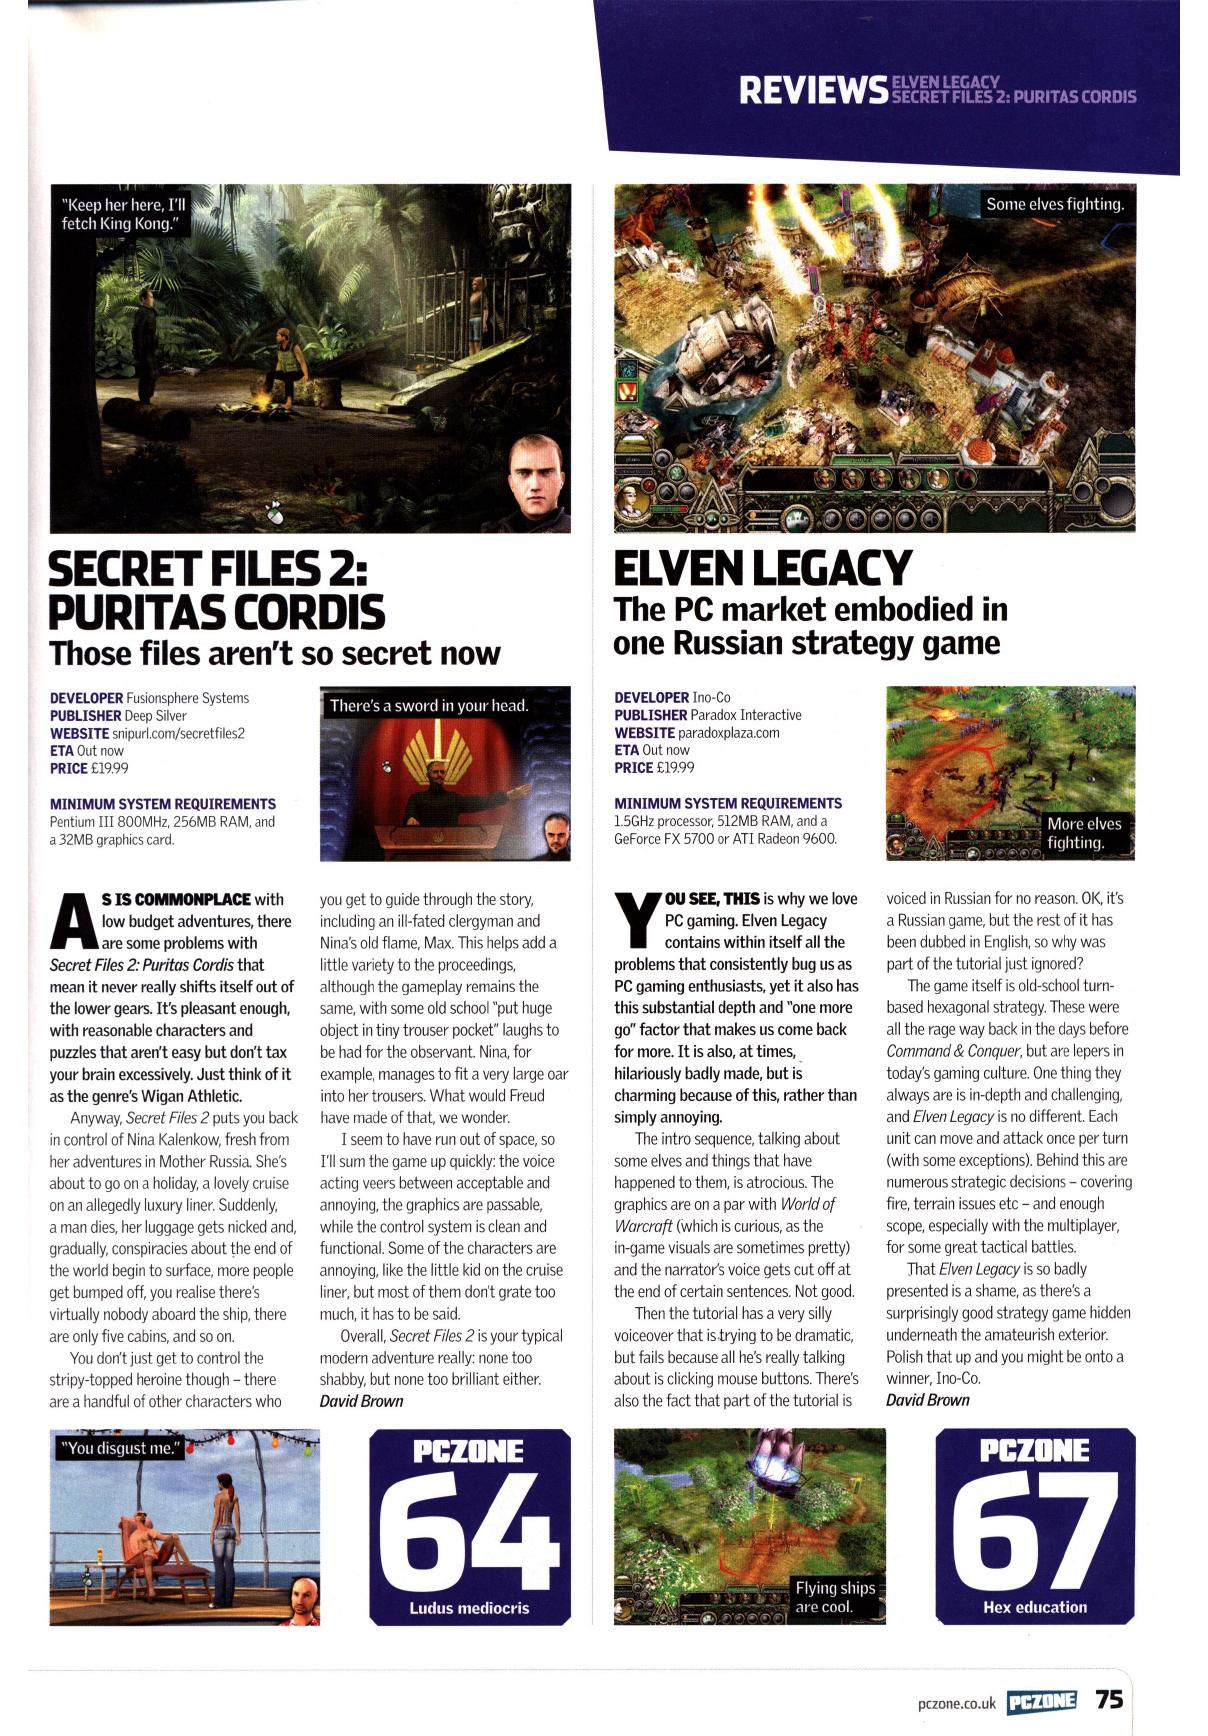 REVIEWS ELVEN LEGACY
SECRET FILES 2: PURITAS CORDIS
"Keep her here, I'll
fetch King Kong."
SECRET FILES 2:
PURITAS CORDIS
Those files aren't so secret now
DEVELOPER Fusionsphere Systems
PUBLISHER Deep Silver
WEBSITE snipurl.com/secretfiles2
ETA Out now
PRICE £19.99
MINIMUM SYSTEM REQUIREMENTS
Pentium III 800MHz, 256MB RAM, and
a 32MB graphics card.
There's a sword in your head.
AS IS COMMONPLACE with
low budget adventures, there
are some problems with
Secret Files 2: Puritas Cordis that
mean it never really shifts itself out of
the lower gears. It's pleasant enough,
with reasonable characters and
puzzles that aren't easy but don't tax
your brain excessively. Just think of it
as the genre's Wigan Athletic.
Anyway, Secret Files 2 puts you back
in control of Nina Kalenkow, fresh from
her adventures in Mother Russia. She's
about to go on a holiday, a lovely cruise
on an allegedly luxury liner. Suddenly,
a man dies, her luggage gets nicked and,
gradually, conspiracies about the end of
the world begin to surface, more people
get bumped off, you realise there's
virtually nobody aboard the ship, there
are only five cabins, and so on.
You don't just get to control the
stripy-topped heroine though – there
are a handful of other characters who
you get to guide through the story,
including an ill-fated clergyman and
Nina's old flame, Max. This helps add a
little variety to the proceedings,
although the gameplay remains the
same, with some old school "put huge
object in tiny trouser pocket" laughs to
be had for the observant. Nina, for
example, manages to fit a very large oar
into her trousers. What would Freud
have made of that, we wonder.
I seem to have run out of space, so
I'll sum the game up quickly: the voice
acting veers between acceptable and
annoying, the graphics are passable,
while the control system is clean and
functional. Some of the characters are
annoying, like the little kid on the cruise
liner, but most of them don't grate too
much, it has to be said.
Overall, Secret Files 2 is your typical
modern adventure really: none too
shabby, but none too brilliant either.
David Brown
"You disgust me."
PCZONE
64
Ludus mediocris
Some elves fighting.
ELVEN LEGACY
The PC market embodied in
one Russian strategy game
DEVELOPER Ino-Co
PUBLISHER Paradox Interactive
WEBSITE paradoxplaza.com
ETA Out now
PRICE £19.99
MINIMUM SYSTEM REQUIREMENTS
1.5GHz processor, 512MB RAM, and a
GeForce FX 5700 or ATI Radeon 9600.
More elves
fighting.
YOU SEE, THIS is why we love
PC gaming. Elven Legacy
contains within itself all the
problems that consistently bug us as
PC gaming enthusiasts, yet it also has
this substantial depth and "one more
go" factor that makes us come back
for more. It is also, at times,
hilariously badly made, but is
charming because of this, rather than
simply annoying.
The intro sequence, talking about
some elves and things that have
happened to them, is atrocious. The
graphics are on a par with World of
Warcraft (which is curious, as the
in-game visuals are sometimes pretty)
and the narrator's voice gets cut off at
the end of certain sentences. Not good.
Then the tutorial has a very silly
voiceover that is trying to be dramatic,
but fails because all he's really talking
about is clicking mouse buttons. There's
also the fact that part of the tutorial is
voiced in Russian for no reason. OK, it's
a Russian game, but the rest of it has
been dubbed in English, so why was
part of the tutorial just ignored?
The game itself is old-school turn-
based hexagonal strategy. These were
all the rage way back in the days before
Command & Conquer, but are lepers in
today's gaming culture. One thing they
always are is in-depth and challenging,
and Elven Legacy is no different. Each
unit can move and attack once per turn
(with some exceptions). Behind this are
numerous strategic decisions – covering
fire, terrain issues etc – and enough
scope, especially with the multiplayer,
for some great tactical battles.
That Elven Legacy is so badly
presented is a shame, as there's a
surprisingly good strategy game hidden
underneath the amateurish exterior.
Polish that up and you might be onto a
winner, Ino-Co.
David Brown
Flying ships
are cool.
PCZONE
67
Hex education
pczone.co.uk PCZONE 75